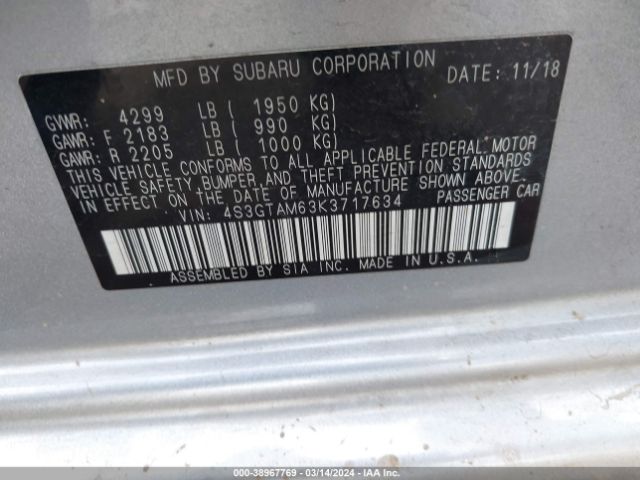 MFD BY SUBARU CORPORATION DATE: 11/18
GVWR: 4299 LB ( 1950 KG)
GAWR: F 2183 LB ( 990 KG)
GAWR: R 2205 LB ( 1000 KG)
THIS VEHICLE CONFORMS TO ALL APPLICABLE FEDERAL MOTOR
VEHICLE SAFETY, BUMPER, AND THEFT PREVENTION STANDARDS
IN EFFECT ON THE DATE OF MANUFACTURE SHOWN ABOVE.
VIN: 4S3GTAM63K3717634 PASSENGER CAR
ASSEMBLED BY SIA INC. MADE IN U.S.A.
000-38967769 - 03/14/2024 - IAA Inc.